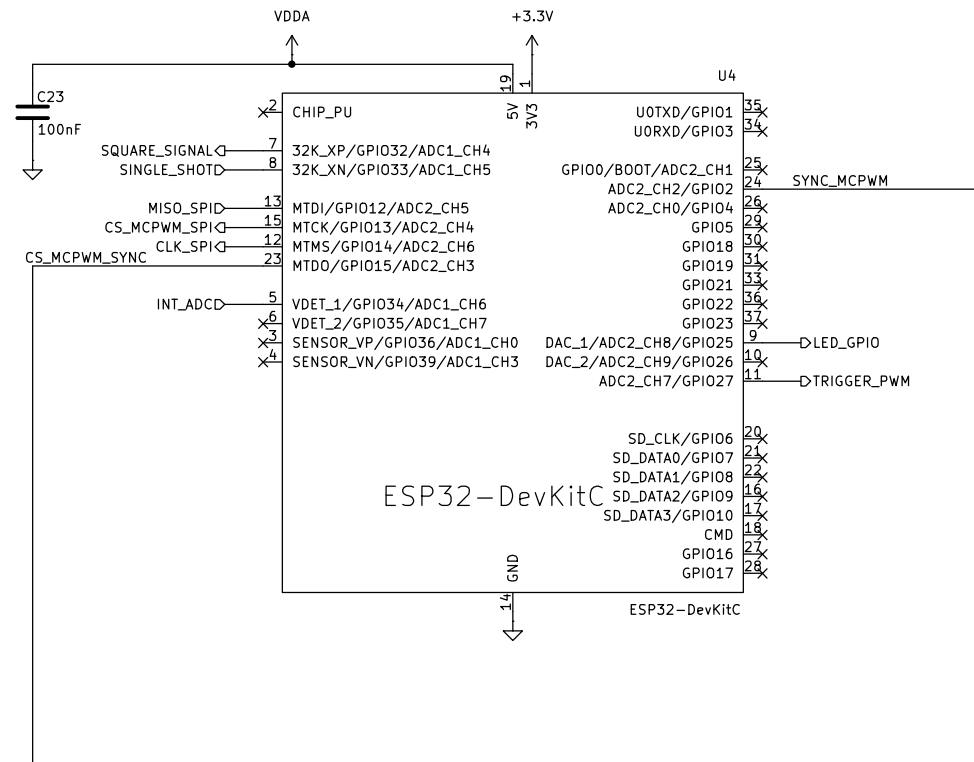 VDDA
+3.3V
C23
100nF
U4
19
5V
1
3V3
2
CHIP_PU
SQUARE_SIGNAL
7
32K_XP/GPIO32/ADC1_CH4
SINGLE_SHOT
8
32K_XN/GPIO33/ADC1_CH5
MISO_SPI
13
MTDI/GPIO12/ADC2_CH5
CS_MCPWM_SPI
15
MTCK/GPIO13/ADC2_CH4
CLK_SPI
12
MTMS/GPIO14/ADC2_CH6
CS_MCPWM_SYNC
23
MTDO/GPIO15/ADC2_CH3
INT_ADC
5
VDET_1/GPIO34/ADC1_CH6
6
VDET_2/GPIO35/ADC1_CH7
3
SENSOR_VP/GPIO36/ADC1_CH0
4
SENSOR_VN/GPIO39/ADC1_CH3
U0TXD/GPIO1
35
U0RXD/GPIO3
34
GPIO0/BOOT/ADC2_CH1
25
ADC2_CH2/GPIO2
24
SYNC_MCPWM
ADC2_CH0/GPIO4
26
GPIO5
29
GPIO18
30
GPIO19
31
GPIO21
33
GPIO22
36
GPIO23
37
DAC_1/ADC2_CH8/GPIO25
9
LED_GPIO
DAC_2/ADC2_CH9/GPIO26
10
ADC2_CH7/GPIO27
11
TRIGGER_PWM
SD_CLK/GPIO6
20
SD_DATA0/GPIO7
21
SD_DATA1/GPIO8
22
SD_DATA2/GPIO9
16
SD_DATA3/GPIO10
17
CMD
18
GPIO16
27
GPIO17
28
ESP32-DevKitC
GND
14
ESP32-DevKitC